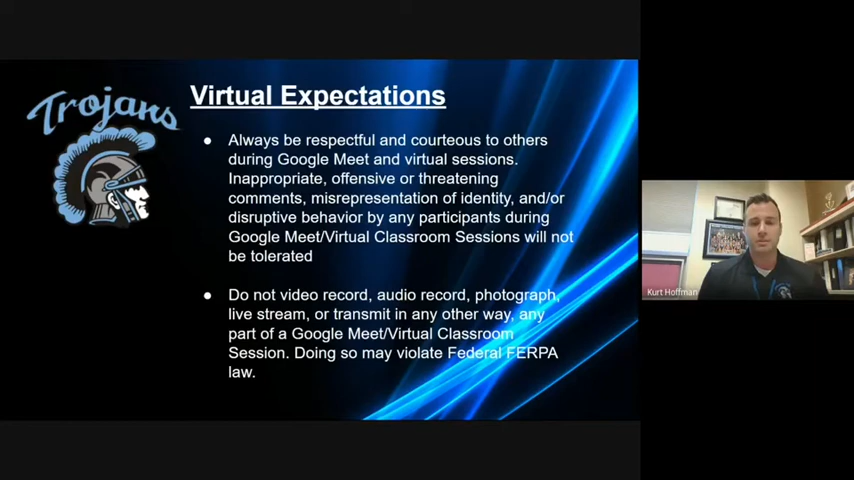 Trojans
Virtual Expectations
● Always be respectful and courteous to others
during Google Meet and virtual sessions.
Inappropriate, offensive or threatening
comments, misrepresentation of identity, and/or
disruptive behavior by any participants during
Google Meet/Virtual Classroom Sessions will not
be tolerated
● Do not video record, audio record, photograph,
live stream, or transmit in any other way, any
part of a Google Meet/Virtual Classroom
Session. Doing so may violate Federal FERPA
law.
Kurt Hoffman